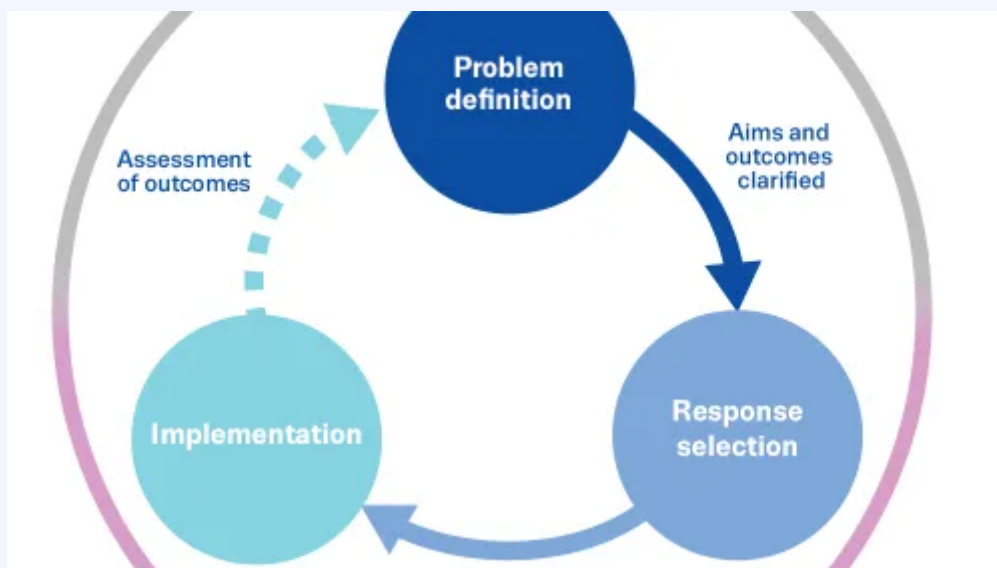 Problem
definition
Aims and
outcomes
clarified
Response
selection
Implementation
Assessment
of outcomes